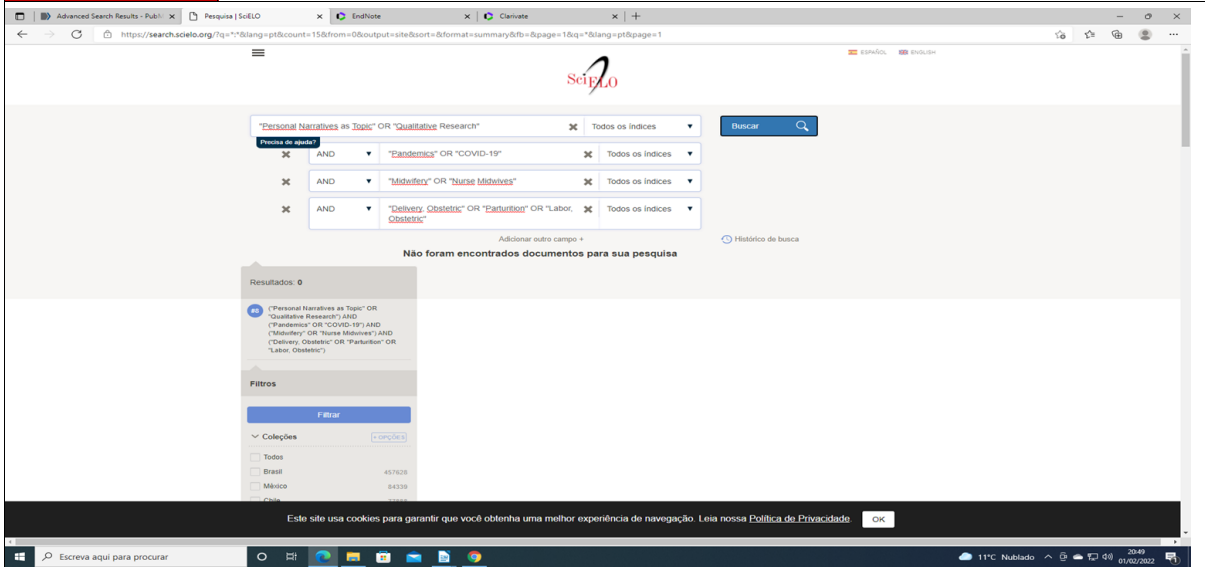 Advanced Search Results - PubM
Pesquisa | SciELO
EndNote
Clarivate
https://search.scielo.org/?q=*:*&lang=pt&count=15&from=0&output=site&sort=&format=summary&fb=&page=1&q=*&lang=pt&page=1
ESPAÑOL ENGLISH
SciELO
"Personal Narratives as Topic" OR "Qualitative Research" Todos os índices Buscar
Precisa de ajuda?
AND "Pandemics" OR "COVID-19" Todos os índices
AND "Midwifery" OR "Nurse Midwives" Todos os índices
AND "Delivery, Obstetric" OR "Parturition" OR "Labor, Todos os índices
Obstetric"
Adicionar outro campo + Histórico de busca
Não foram encontrados documentos para sua pesquisa
Resultados: 0
("Personal Narratives as Topic" OR
"Qualitative Research") AND
("Pandemics" OR "COVID-19") AND
("Midwifery" OR "Nurse Midwives") AND
("Delivery, Obstetric" OR "Parturition" OR
"Labor, Obstetric")
Filtros
Filtrar
Coleções + OPÇÕES
Todos
Brasil 457628
México 84339
Chile
Este site usa cookies para garantir que você obtenha uma melhor experiência de navegação. Leia nossa Política de Privacidade. OK
Escreva aqui para procurar
11°C Nublado
20:49
01/02/2022